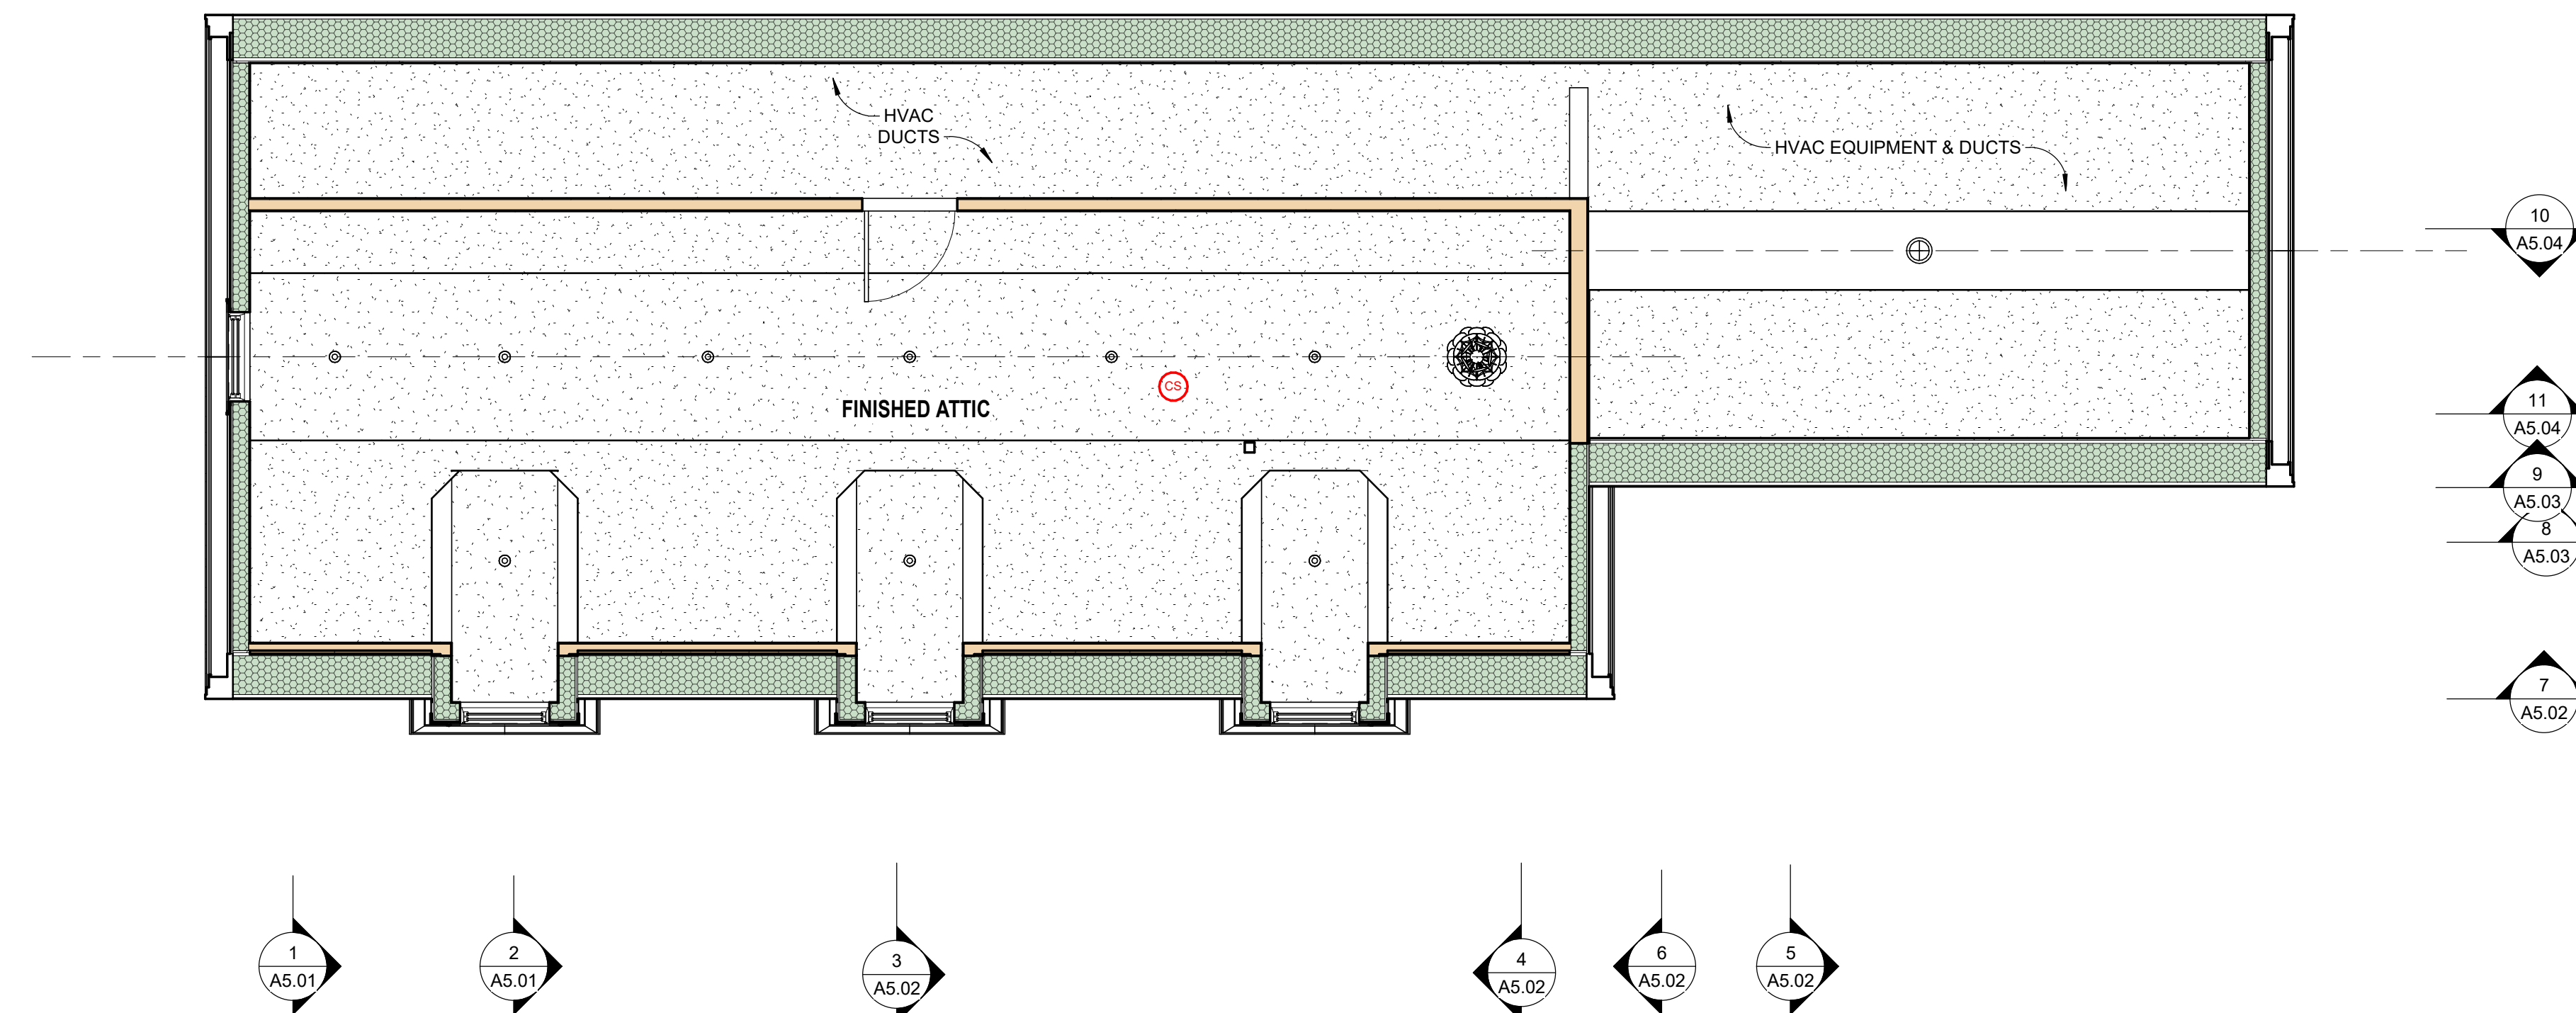 HVAC
DUCTS
HVAC EQUIPMENT & DUCTS
10
A5.04
CS
FINISHED ATTIC
11
A5.04
9
A5.03
8
A5.03
7
A5.02
1
A5.01
2
A5.01
3
A5.02
4
A5.02
6
A5.02
5
A5.02